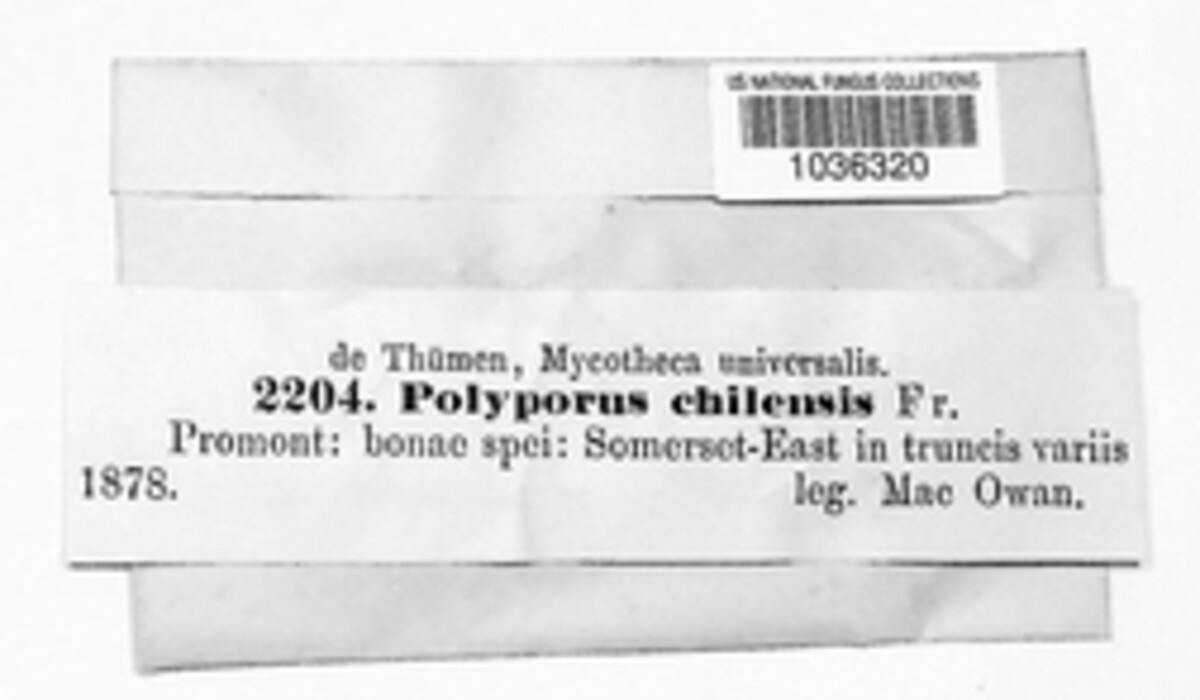 US NATIONAL FUNGUS COLLECTIONS
1036320
de Thümen, Mycotheca universalis.
2204. Polyporus chilensis Fr.
Promont: bonae spei: Somerset-East in truncis variis
1878. leg. Mac Owan.